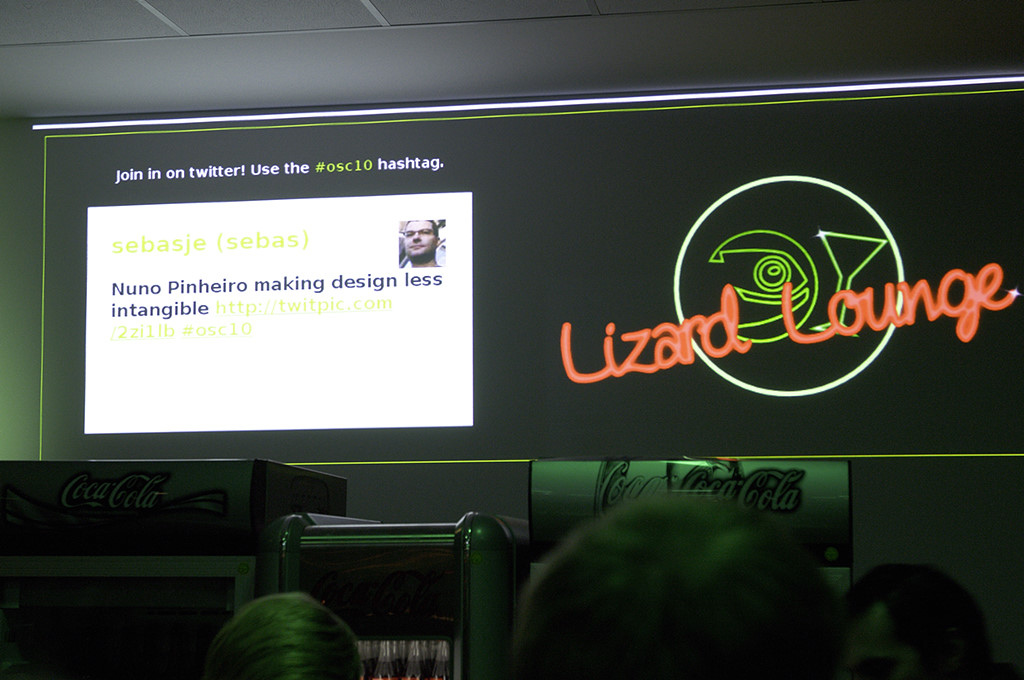 Join in on twitter! Use the #osc10 hashtag.
sebasje (sebas)
Nuno Pinheiro making design less
intangible http://twitpic.com
/2zi1lb #osc10
Lizard Lounge
Coca-Cola
Coca-Cola
Coca-Cola